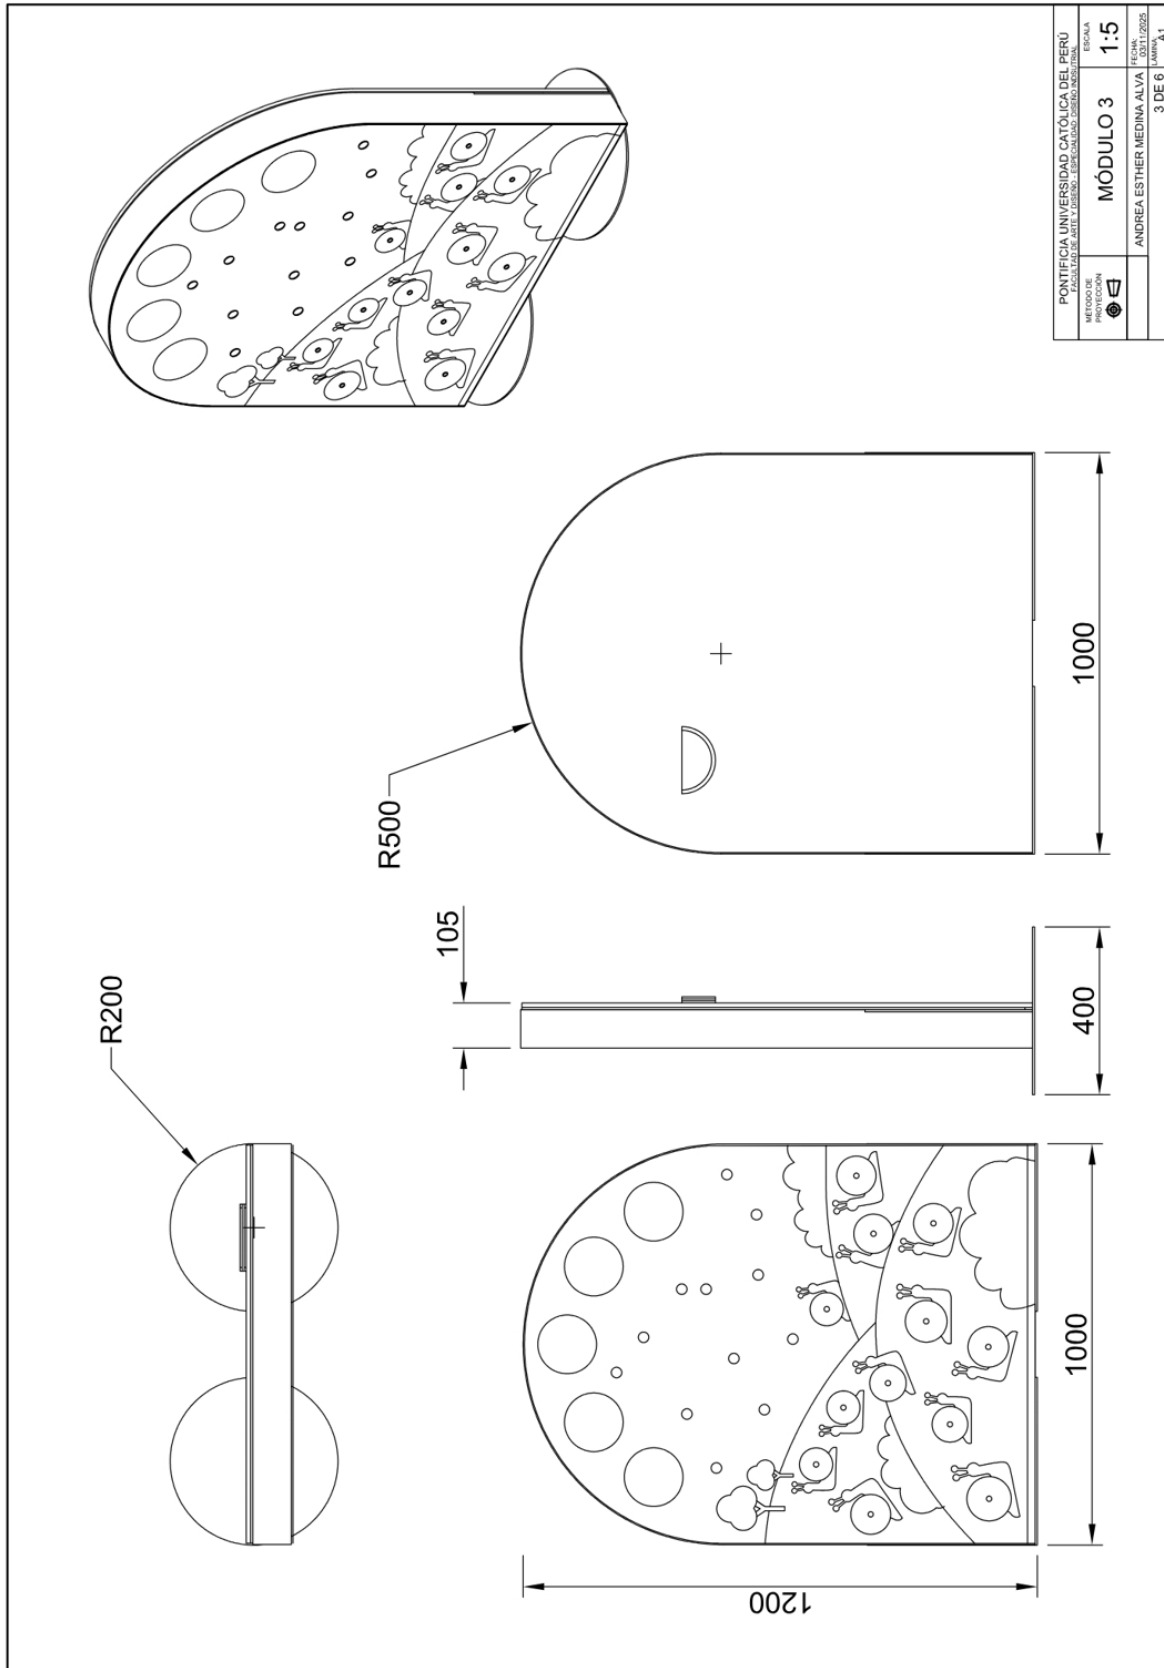 R200
R500
105
400
1000
1000
1200
PONTIFICIA UNIVERSIDAD CATÓLICA DEL PERÚ
FACULTAD DE ARTE Y DISEÑO - ESPECIALIDAD: DISEÑO INDSUTRIAL
MÉTODO DE
PROYECCIÓN
MÓDULO 3
ESCALA
1:5
ANDREA ESTHER MEDINA ALVA
FECHA:
03/11/2025
3 DE 6
LÁMINA:
A1